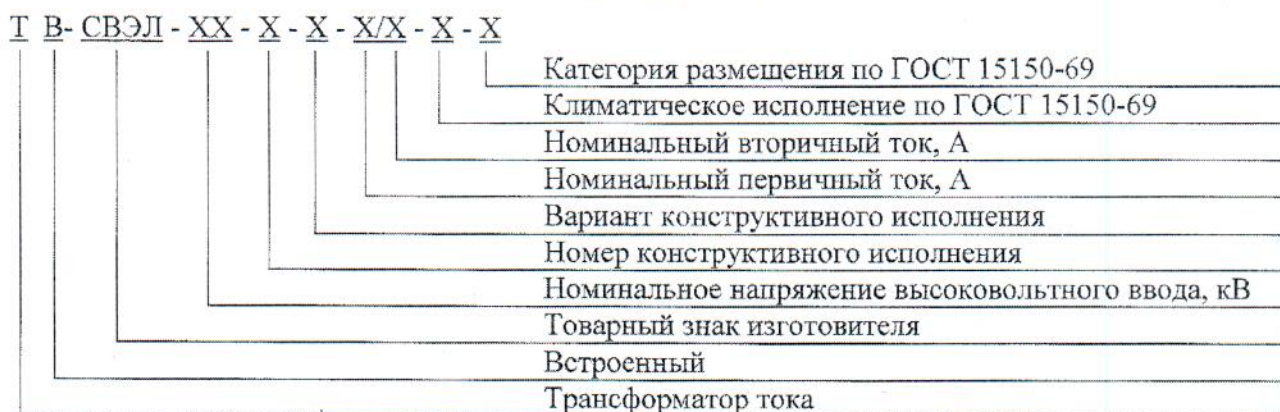 Т В- СВЭЛ - ХХ - Х - Х - Х/Х - Х - Х
Категория размешения по ГОСТ 15150-69
Климатическое исполнение по ГОСТ 15150-69
Номинальный вторичный ток, А
Номинальный первичный ток, А
Вариант конструктивного исполнения
Номер конструктивного исполнения
Номинальное напряжение высоковольтного ввода, кВ
Товарный знак изготовителя
Встроенный
Трансформатор тока